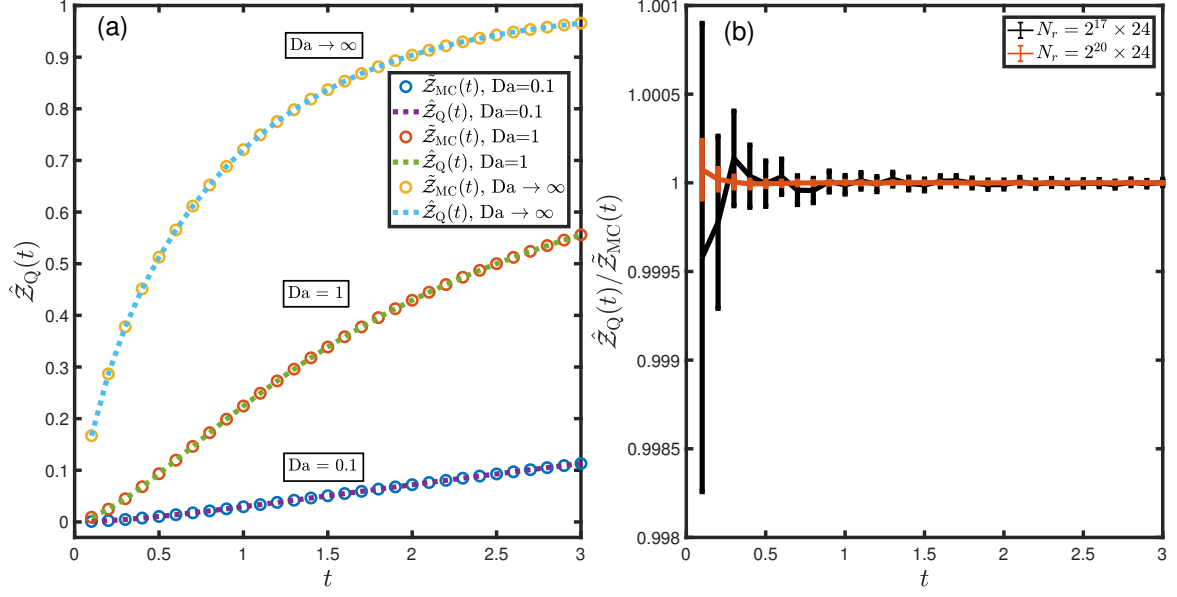 (a)
1
0.9
0.8
0.7
0.6
0.5
0.4
0.3
0.2
0.1
0
0
0.5
1
1.5
2
2.5
3
t
𝒵̂_Q(t)
Da → ∞
Da = 1
Da = 0.1
𝒵̃_MC(t), Da=0.1
𝒵̂_Q(t), Da=0.1
𝒵̃_MC(t), Da=1
𝒵̂_Q(t), Da=1
𝒵̃_MC(t), Da → ∞
𝒵̂_Q(t), Da → ∞
(b)
1.001
1.0005
1
0.9995
0.999
0.9985
0.998
0
0.5
1
1.5
2
2.5
3
t
𝒵̂_Q(t)/𝒵̃_MC(t)
N_r = 2^17 × 24
N_r = 2^20 × 24